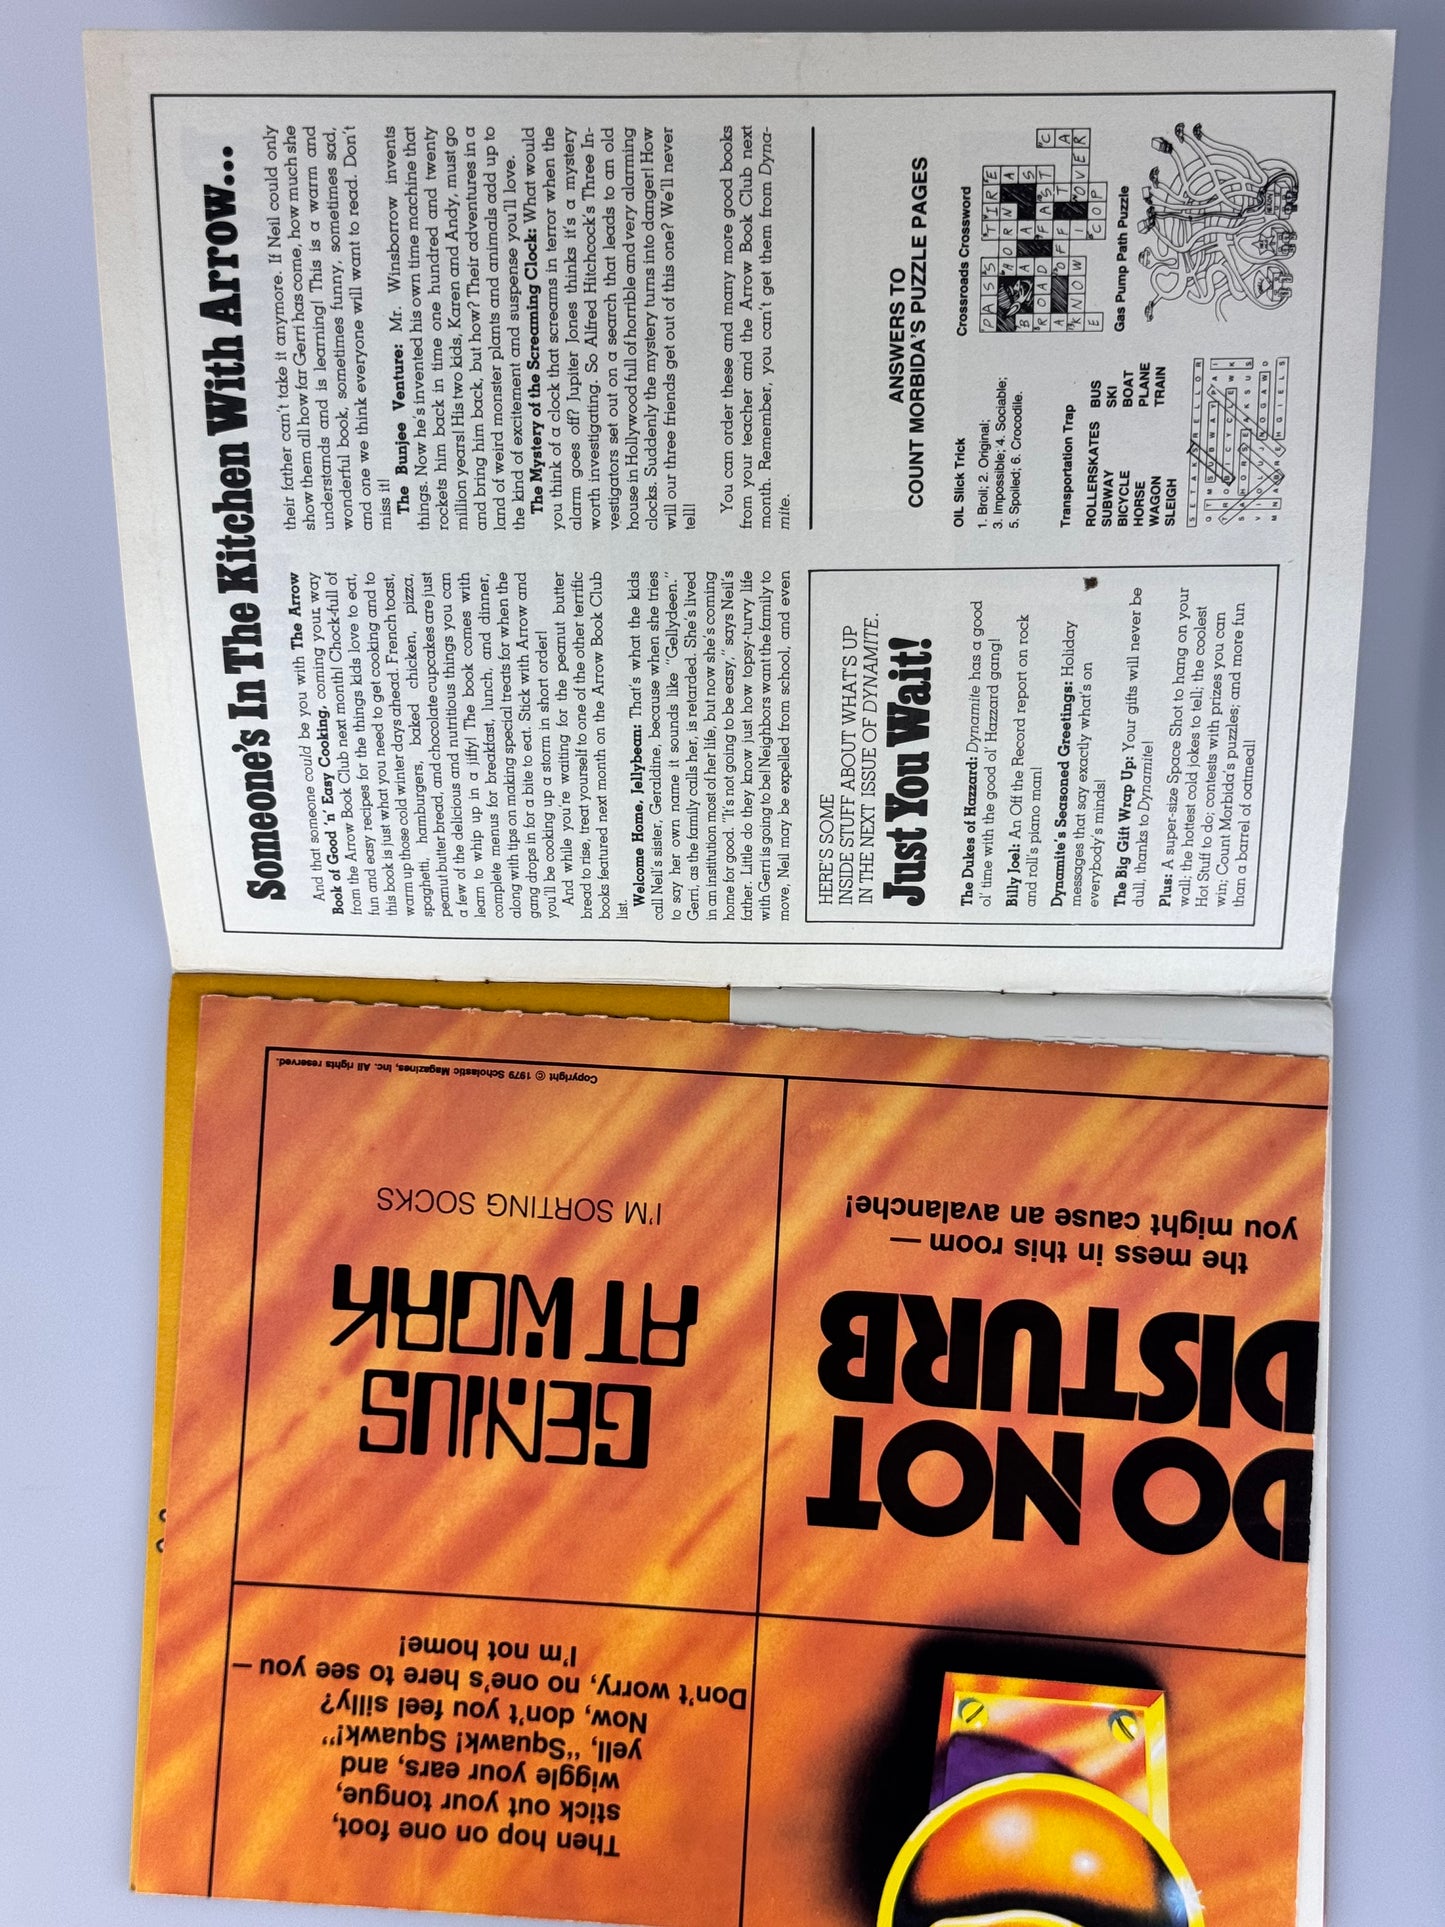 Someone's In The Kitchen With Arrow...
And that someone could be you with The Arrow
Book of Good 'n' Easy Cooking, coming your way
from the Arrow Book Club next month! Chock-full of
fun and easy recipes for the things kids love to eat,
this book is just what you need to get cooking and to
warm up those cold winter days ahead. French toast,
spaghetti, hamburgers, baked chicken, pizza,
peanut butter bread, and chocolate cupcakes are just
a few of the delicious and nutritious things you can
learn to whip up in a jiffy! The book comes with
complete menus for breakfast, lunch, and dinner,
along with tips on making special treats for when the
gang drops in for a bite to eat. Stick with Arrow and
you'll be cooking up a storm in short order!
And while you're waiting for the peanut butter
bread to rise, treat yourself to one of the other terrific
books featured next month on the Arrow Book Club
list.
Welcome Home, Jellybean: That's what the kids
call Neil's sister, Geraldine, because when she tries
to say her own name it sounds like "Gellydeen."
Gerri, as the family calls her, is retarded. She's lived
in an institution most of her life, but now she's coming
home for good. "It's not going to be easy," says Neil's
father. Little do they know just how topsy-turvy life
with Gerri is going to be! Neighbors want the family to
move, Neil may be expelled from school, and even
their father can't take it anymore. If Neil could only
show them all how far Gerri has come, how much she
understands and is learning! This is a warm and
wonderful book, sometimes funny, sometimes sad,
and one we think everyone will want to read. Don't
miss it!
The Bunjee Venture: Mr. Winsborrow invents
things. Now he's invented his own time machine that
rockets him back in time one hundred and twenty
million years! His two kids, Karen and Andy, must go
and bring him back, but how? Their adventures in a
land of weird monster plants and animals add up to
the kind of excitement and suspense you'll love.
The Mystery of the Screaming Clock: What would
you think of a clock that screams in terror when the
alarm goes off? Jupiter Jones thinks it's a mystery
worth investigating. So Alfred Hitchcock's Three In-
vestigators set out on a search that leads to an old
house in Hollywood full of horrible and very alarming
clocks. Suddenly the mystery turns into danger! How
will our three friends get out of this one? We'll never
tell!
You can order these and many more good books
from your teacher and the Arrow Book Club next
month. Remember, you can't get them from Dyna-
mite.
HERE'S SOME
INSIDE STUFF ABOUT WHAT'S UP
IN THE NEXT ISSUE OF DYNAMITE.
Just You Wait!
The Dukes of Hazzard: Dynamite has a good
ol' time with the good ol' Hazzard gang!
Billy Joel: An Off the Record report on rock
and roll's piano man!
Dynamite's Seasoned Greetings: Holiday
messages that say exactly what's on
everybody's minds!
The Big Gift Wrap Up: Your gifts will never be
dull, thanks to Dynamite!
Plus: A super-size Space Shot to hang on your
wall; the hottest cold jokes to tell; the coolest
Hot Stuff to do; contests with prizes you can
win; Count Morbida's puzzles; and more fun
than a barrel of oatmeal!
ANSWERS TO
COUNT MORBIDA'S PUZZLE PAGES
OIL Slick Trick
1. Broil; 2. Original;
3. Impossible; 4. Sociable;
5. Spoiled; 6. Crocodile.
Transportation Tap
ROLLERSKATES BUS
SUBWAY SKI
BICYCLE BOAT
HORSE PLANE
WAGON TRAIN
SLEIGH
SETAKSRELLOR
Crossroads Crossword
Gas Pump Path Puzzle
Copyright © 1979 Scholastic Magazines, Inc. All rights reserved.
GENIUS
AT WORK
I'M SORTING SOCKS
DO NOT
DISTURB
the mess in this room —
you might cause an avalanche!
Then hop on one foot,
stick out your tongue,
wiggle your ears, and
yell, "Squawk! Squawk!"
Now, don't you feel silly?
Don't worry, no one's here to see you —
I'm not home!